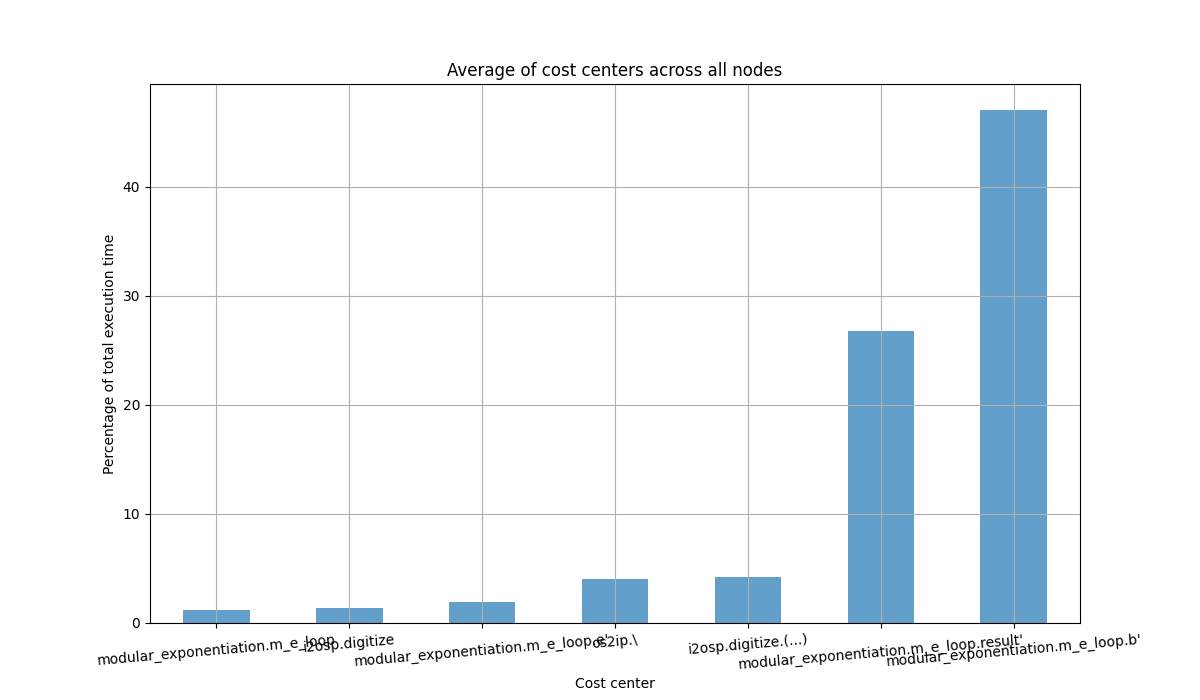 Average of cost centers across all nodes
Percentage of total execution time
40
30
20
10
0
modular_exponentiation.m_e_loop
i2osp.digitize
modular_exponentiation.m_e_loop.e'
os2ip.\
i2osp.digitize.(...)
modular_exponentiation.m_e_loop.result'
modular_exponentiation.m_e_loop.b'
Cost center